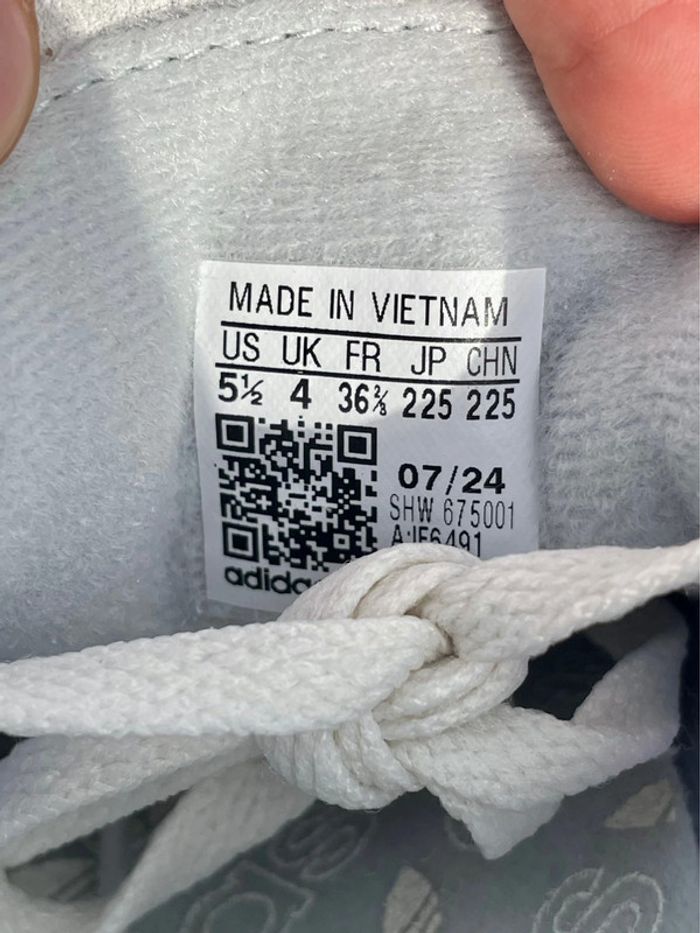 MADE IN VIETNAM
US UK FR JP CHN
5½ 4 36⅔ 225 225
07/24
SHW 675001
A:IF6491
adidas